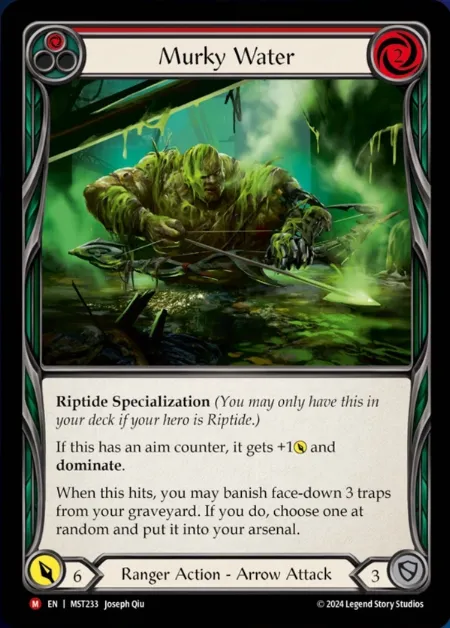 Murky Water
2
Riptide Specialization (You may only have this in
your deck if your hero is Riptide.)
If this has an aim counter, it gets +1 and
dominate.
When this hits, you may banish face-down 3 traps
from your graveyard. If you do, choose one at
random and put it into your arsenal.
6
Ranger Action - Arrow Attack
3
M EN | MST233 Joseph Qiu
© 2024 Legend Story Studios